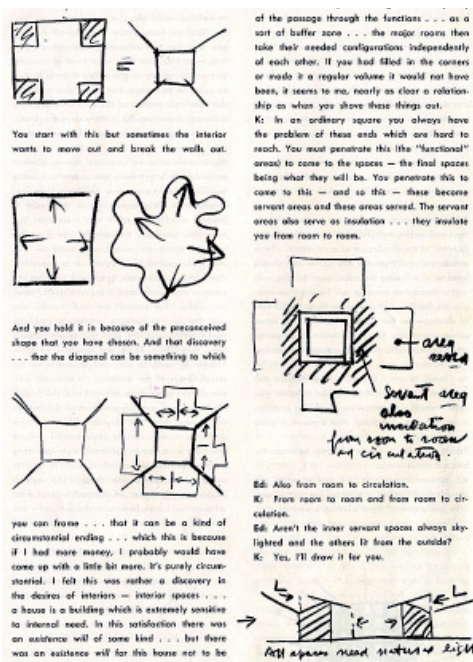 You start with this but sometimes the interior
wants to move out and break the walls out.
And you hold it in because of the preconceived
shape that you have chosen. And that discovery
. . . that the diagonal can be something to which
you can frame . . . that it can be a kind of
circumstantial ending . . . which this is because
if I had more money, I probably would have
come up with a little bit more. It's purely circum-
stantial. I felt this was rather a discovery in
the desires of interiors — interior spaces . . .
a house is a building which is extremely sensitive
to internal need. In this satisfaction there was
an existence will of some kind . . . but there
was an existence will for this house not to be
of the passage through the functions . . . as a
sort of buffer zone . . . the major rooms then
take their needed configurations independently
of each other. If you had filled in the corners
or made it a regular volume it would not have
been, it seems to me, nearly as clear a relation-
ship as when you shove these things out.
K: In an ordinary square you always have
the problem of these ends which are hard to
reach. You must penetrate this (the "functional"
areas) to come to the spaces — the final spaces
being what they will be. You penetrate this to
come to this — and so this — these become
servant areas and these areas served. The servant
areas also serve as insulation . . . they insulate
you from room to room.
area
served
Servant area
also
insulation
from room to room
Ed: Also from room to circulation.
K: From room to room and from room to cir-
culation.
Ed: Aren't the inner servant spaces always sky-
lighted and the others lit from the outside?
K: Yes, I'll draw it for you.
L L
All spaces need natural light